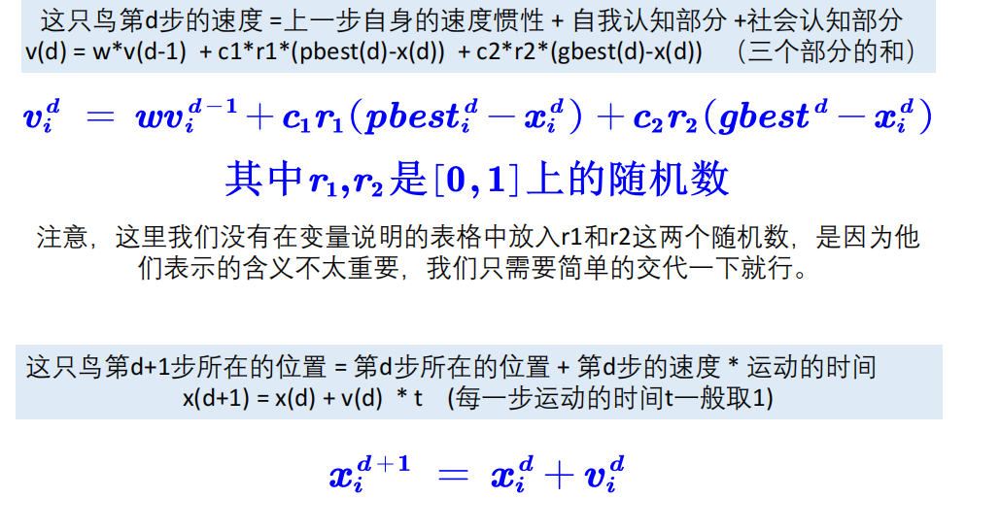 这只鸟第d步的速度 =上一步自身的速度惯性 + 自我认知部分 +社会认知部分
v(d) = w*v(d-1) + c1*r1*(pbest(d)-x(d)) + c2*r2*(gbest(d)-x(d)) （三个部分的和）
v_i^d = wv_i^{d-1} + c_1r_1(pbest_i^d - x_i^d) + c_2r_2(gbest^d - x_i^d)
其中r_1,r_2是[0,1]上的随机数
注意，这里我们没有在变量说明的表格中放入r1和r2这两个随机数，是因为他
们表示的含义不太重要，我们只需要简单的交代一下就行。
这只鸟第d+1步所在的位置 = 第d步所在的位置 + 第d步的速度 * 运动的时间
x(d+1) = x(d) + v(d) * t (每一步运动的时间t一般取1)
x_i^{d+1} = x_i^d + v_i^d